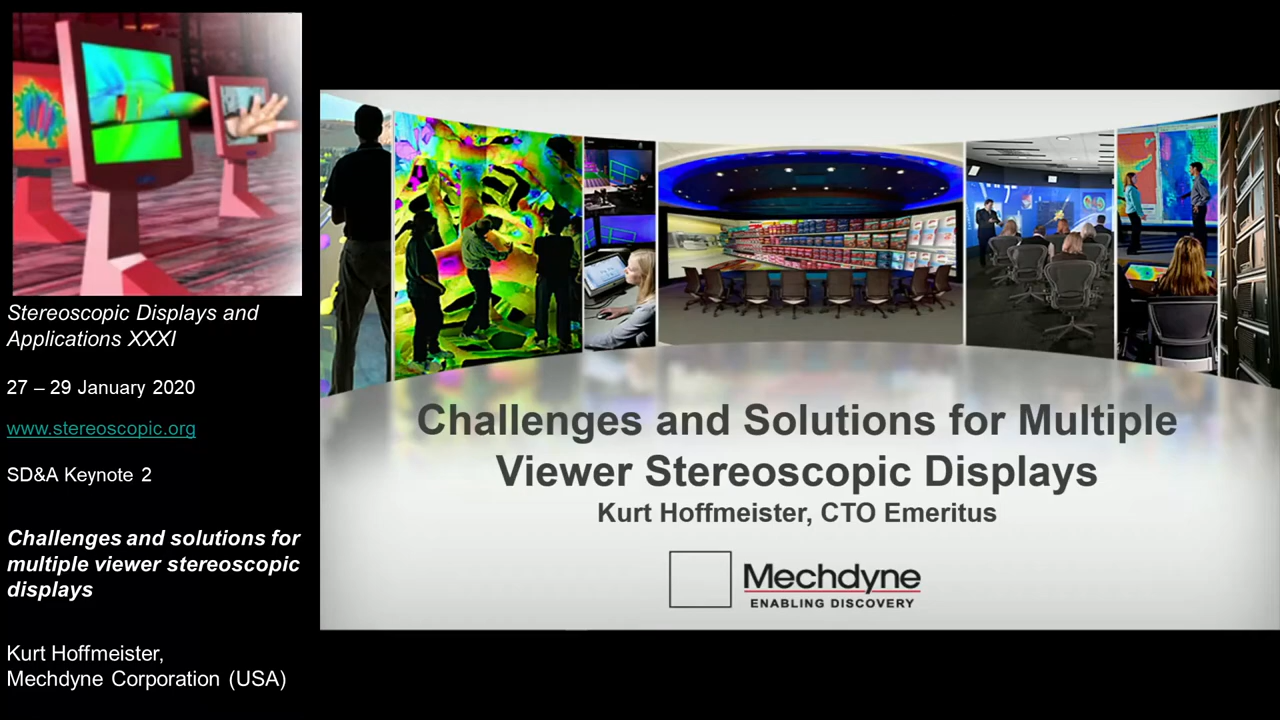 Stereoscopic Displays and
Applications XXXI
27 – 29 January 2020
www.stereoscopic.org
SD&A Keynote 2
Challenges and solutions for
multiple viewer stereoscopic
displays
Kurt Hoffmeister,
Mechdyne Corporation (USA)
Challenges and Solutions for Multiple
Viewer Stereoscopic Displays
Kurt Hoffmeister, CTO Emeritus
Mechdyne
ENABLING DISCOVERY